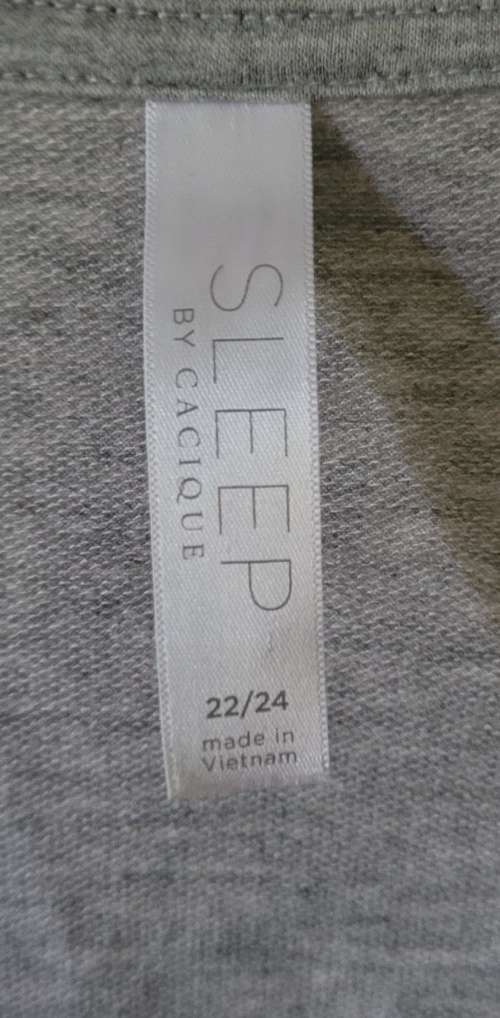 SLEEP
BY CACIQUE
22/24
made in
Vietnam